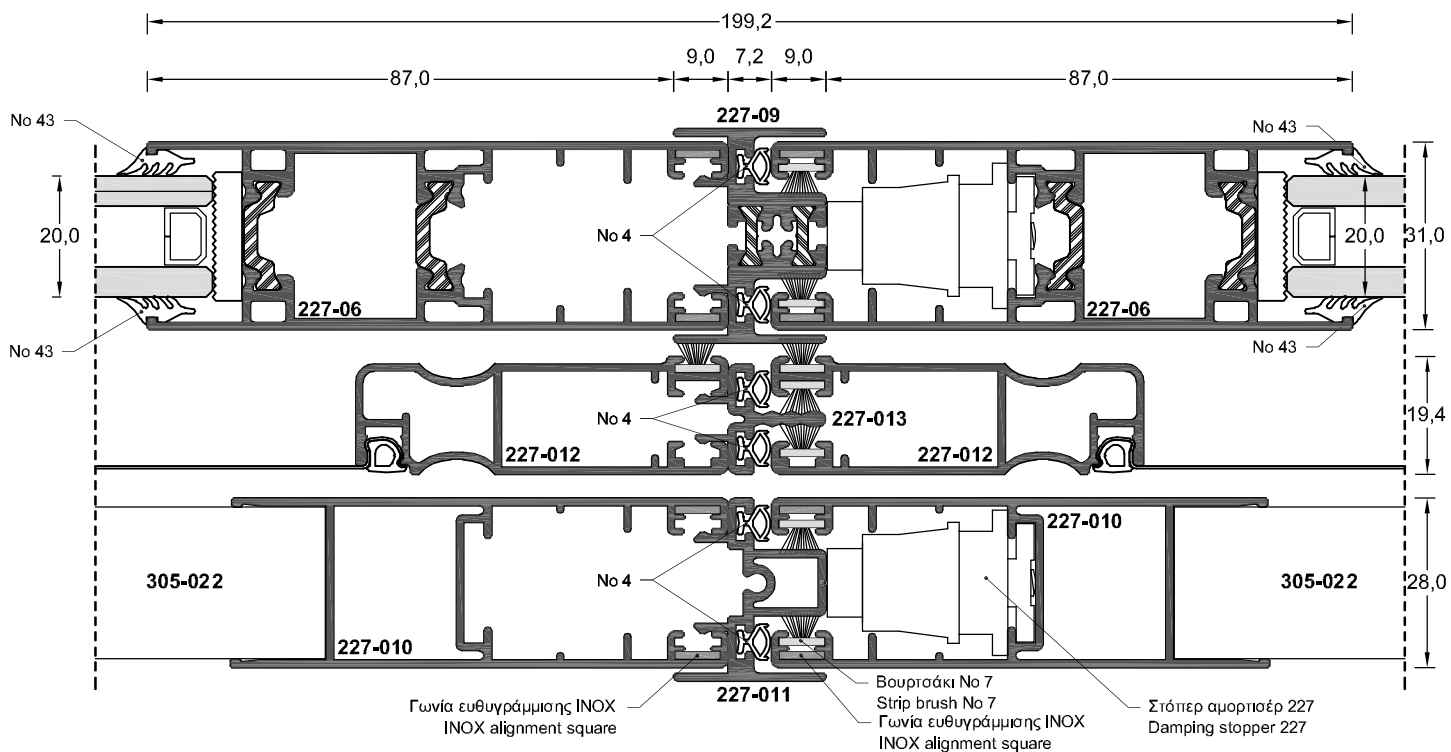 199,2
9,0 7,2 9,0
87,0 87,0
227-09
No 43 No 43
20,0 No 4 20,0 31,0
227-06 227-06
No 43 No 43
No 4 227-013 19,4
227-012 227-012
227-010
305-022 No 4 305-022 28,0
227-010
227-011
Βουρτσάκι No 7
Strip brush No 7
Γωνία ευθυγράμμισης INOX
INOX alignment square
Γωνία ευθυγράμμισης INOX
INOX alignment square
Στόπερ αμορτισέρ 227
Damping stopper 227